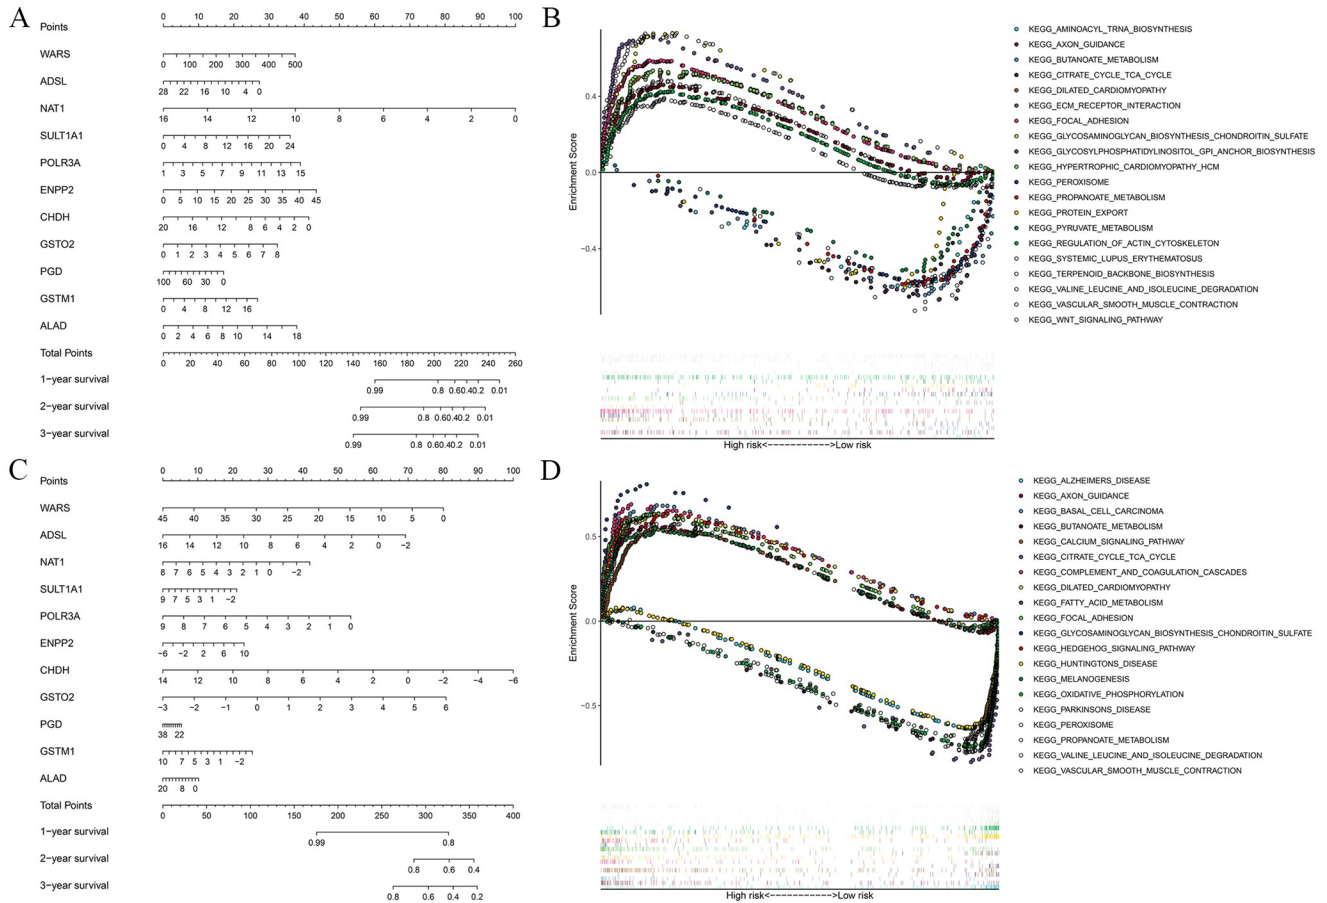 A
Points
0 10 20 30 40 50 60 70 80 90 100
WARS
0 100 200 300 400 500
ADSL
28 22 16 10 4 0
NAT1
16 14 12 10 8 6 4 2 0
SULT1A1
0 4 8 12 16 20 24
POLR3A
1 3 5 7 9 11 13 15
ENPP2
0 5 10 15 20 25 30 35 40 45
CHDH
20 16 12 8 6 4 2 0
GSTO2
0 1 2 3 4 5 6 7 8
PGD
100 60 30 0
GSTM1
0 4 8 12 16
ALAD
0 2 4 6 8 10 14 18
Total Points
0 20 40 60 80 100 120 140 160 180 200 220 240 260
1−year survival
0.99 0.8 0.60.40.2 0.01
2−year survival
0.99 0.8 0.60.40.2 0.01
3−year survival
0.99 0.8 0.60.40.2 0.01
B
Enrichment Score
0.4
0.0
−0.4
High risk<−−−−−−−−−−−>Low risk
KEGG_AMINOACYL_TRNA_BIOSYNTHESIS
KEGG_AXON_GUIDANCE
KEGG_BUTANOATE_METABOLISM
KEGG_CITRATE_CYCLE_TCA_CYCLE
KEGG_DILATED_CARDIOMYOPATHY
KEGG_ECM_RECEPTOR_INTERACTION
KEGG_FOCAL_ADHESION
KEGG_GLYCOSAMINOGLYCAN_BIOSYNTHESIS_CHONDROITIN_SULFATE
KEGG_GLYCOSYLPHOSPHATIDYLINOSITOL_GPI_ANCHOR_BIOSYNTHESIS
KEGG_HYPERTROPHIC_CARDIOMYOPATHY_HCM
KEGG_PEROXISOME
KEGG_PROPANOATE_METABOLISM
KEGG_PROTEIN_EXPORT
KEGG_PYRUVATE_METABOLISM
KEGG_REGULATION_OF_ACTIN_CYTOSKELETON
KEGG_SYSTEMIC_LUPUS_ERYTHEMATOSUS
KEGG_TERPENOID_BACKBONE_BIOSYNTHESIS
KEGG_VALINE_LEUCINE_AND_ISOLEUCINE_DEGRADATION
KEGG_VASCULAR_SMOOTH_MUSCLE_CONTRACTION
KEGG_WNT_SIGNALING_PATHWAY
C
Points
0 10 20 30 40 50 60 70 80 90 100
WARS
45 40 35 30 25 20 15 10 5 0
ADSL
16 14 12 10 8 6 4 2 0 −2
NAT1
8 7 6 5 4 3 2 1 0 −2
SULT1A1
9 7 5 3 1 −2
POLR3A
9 8 7 6 5 4 3 2 1 0
ENPP2
−6 −2 2 6 10
CHDH
14 12 10 8 6 4 2 0 −2 −4 −6
GSTO2
−3 −2 −1 0 1 2 3 4 5 6
PGD
38 22
GSTM1
10 7 5 3 1 −2
ALAD
20 8 0
Total Points
0 50 100 150 200 250 300 350 400
1−year survival
0.99 0.8
2−year survival
0.8 0.6 0.4
3−year survival
0.8 0.6 0.4 0.2
D
Enrichment Score
0.5
0.0
−0.5
High risk<−−−−−−−−−−−>Low risk
KEGG_ALZHEIMERS_DISEASE
KEGG_AXON_GUIDANCE
KEGG_BASAL_CELL_CARCINOMA
KEGG_BUTANOATE_METABOLISM
KEGG_CALCIUM_SIGNALING_PATHWAY
KEGG_CITRATE_CYCLE_TCA_CYCLE
KEGG_COMPLEMENT_AND_COAGULATION_CASCADES
KEGG_DILATED_CARDIOMYOPATHY
KEGG_FATTY_ACID_METABOLISM
KEGG_FOCAL_ADHESION
KEGG_GLYCOSAMINOGLYCAN_BIOSYNTHESIS_CHONDROITIN_SULFATE
KEGG_HEDGEHOG_SIGNALING_PATHWAY
KEGG_HUNTINGTONS_DISEASE
KEGG_MELANOGENESIS
KEGG_OXIDATIVE_PHOSPHORYLATION
KEGG_PARKINSONS_DISEASE
KEGG_PEROXISOME
KEGG_PROPANOATE_METABOLISM
KEGG_VALINE_LEUCINE_AND_ISOLEUCINE_DEGRADATION
KEGG_VASCULAR_SMOOTH_MUSCLE_CONTRACTION